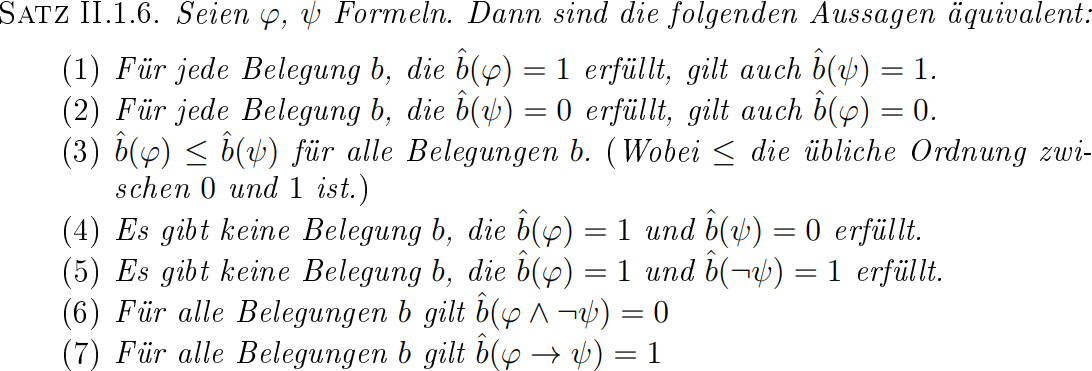 SATZ II.1.6. Seien φ, ψ Formeln. Dann sind die folgenden Aussagen äquivalent:
(1) Für jede Belegung b, die b̂(φ) = 1 erfüllt, gilt auch b̂(ψ) = 1.
(2) Für jede Belegung b, die b̂(ψ) = 0 erfüllt, gilt auch b̂(φ) = 0.
(3) b̂(φ) ≤ b̂(ψ) für alle Belegungen b. (Wobei ≤ die übliche Ordnung zwi-
schen 0 und 1 ist.)
(4) Es gibt keine Belegung b, die b̂(φ) = 1 und b̂(ψ) = 0 erfüllt.
(5) Es gibt keine Belegung b, die b̂(φ) = 1 und b̂(¬ψ) = 1 erfüllt.
(6) Für alle Belegungen b gilt b̂(φ ∧ ¬ψ) = 0
(7) Für alle Belegungen b gilt b̂(φ → ψ) = 1